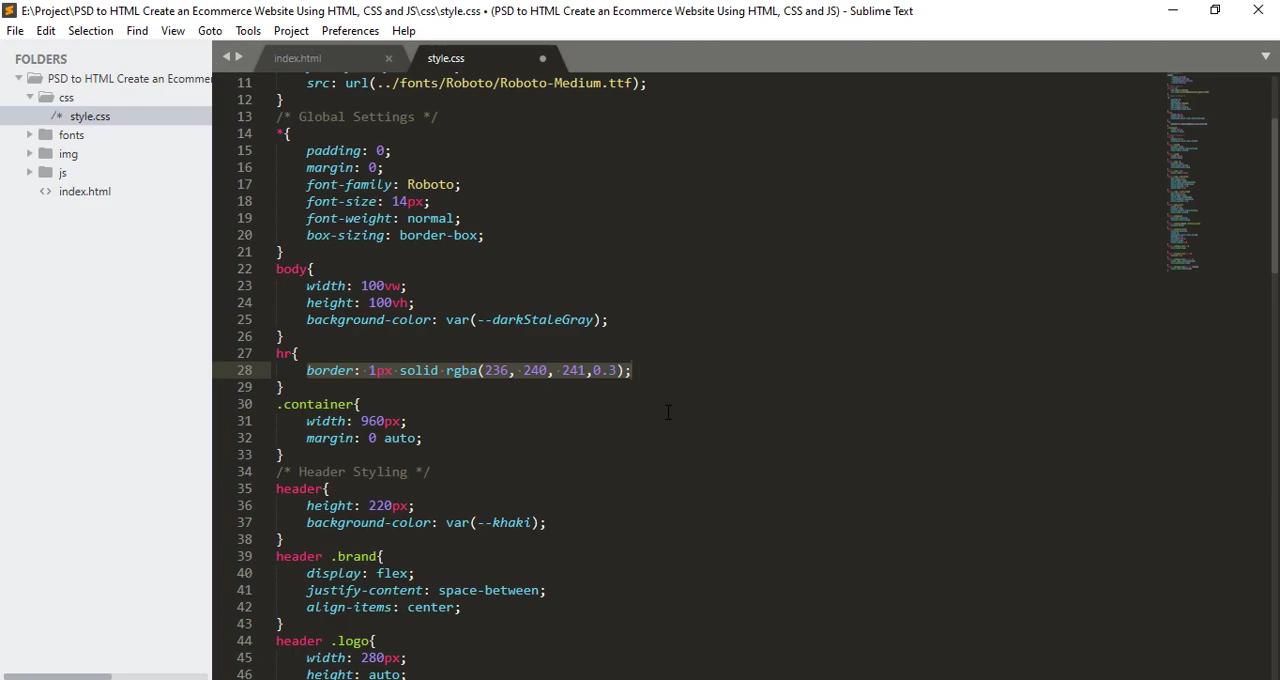 E:\Project\PSD to HTML Create an Ecommerce Website Using HTML, CSS and JS\css\style.css • (PSD to HTML Create an Ecommerce Website Using HTML, CSS and JS) - Sublime Text
File Edit Selection Find View Goto Tools Project Preferences Help
FOLDERS
PSD to HTML Create an Ecommer
css
/* style.css
fonts
img
js
<> index.html
index.html × style.css
11 src: url(../fonts/Roboto/Roboto-Medium.ttf);
12 }
13 /* Global Settings */
14 *{
15 padding: 0;
16 margin: 0;
17 font-family: Roboto;
18 font-size: 14px;
19 font-weight: normal;
20 box-sizing: border-box;
21 }
22 body{
23 width: 100vw;
24 height: 100vh;
25 background-color: var(--darkStaleGray);
26 }
27 hr{
28 border: 1px solid rgba(236, 240, 241,0.3);
29 }
30 .container{
31 width: 960px;
32 margin: 0 auto;
33 }
34 /* Header Styling */
35 header{
36 height: 220px;
37 background-color: var(--khaki);
38 }
39 header .brand{
40 display: flex;
41 justify-content: space-between;
42 align-items: center;
43 }
44 header .logo{
45 width: 280px;
46 height: auto;